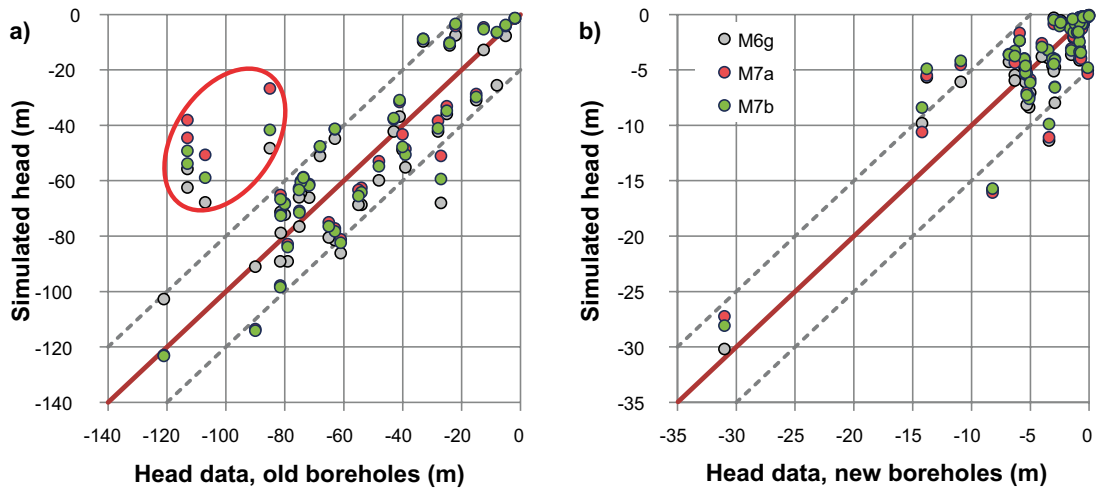 a)
Simulated head (m)
0
-20
-40
-60
-80
-100
-120
-140
-140 -120 -100 -80 -60 -40 -20 0
Head data, old boreholes (m)
b)
Simulated head (m)
0
-5
-10
-15
-20
-25
-30
-35
M6g
M7a
M7b
-35 -30 -25 -20 -15 -10 -5 0
Head data, new boreholes (m)